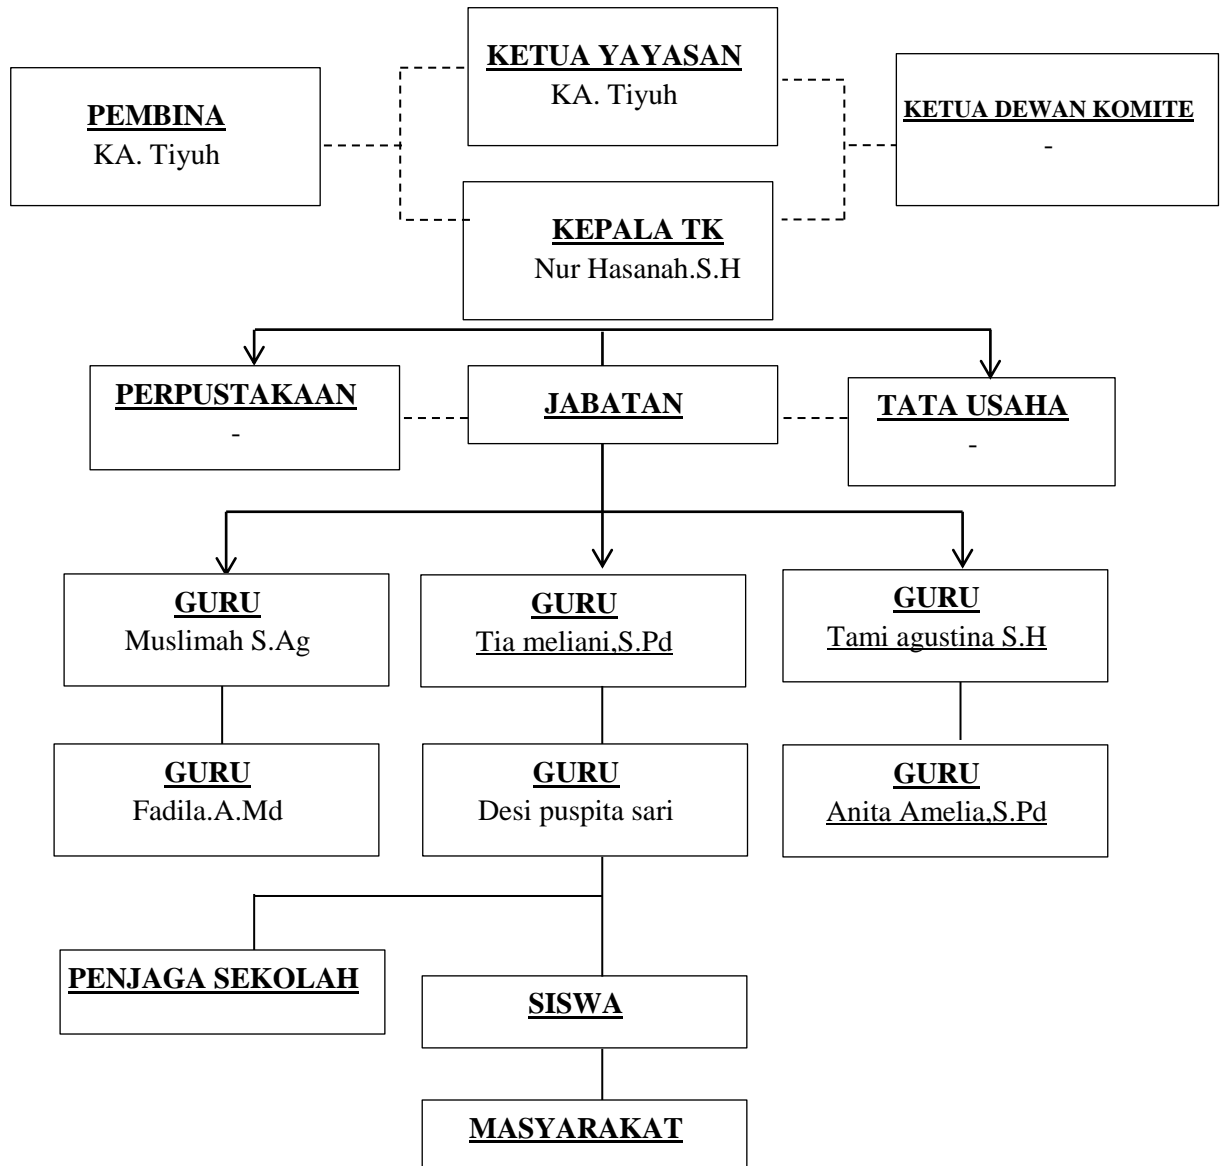 KETUA YAYASAN
KA. Tiyuh
PEMBINA
KA. Tiyuh
KETUA DEWAN KOMITE
-
KEPALA TK
Nur Hasanah.S.H
PERPUSTAKAAN
-
JABATAN
TATA USAHA
-
GURU
Muslimah S.Ag
GURU
Tia meliani,S.Pd
GURU
Tami agustina S.H
GURU
Fadila.A.Md
GURU
Desi puspita sari
GURU
Anita Amelia,S.Pd
PENJAGA SEKOLAH
SISWA
MASYARAKAT